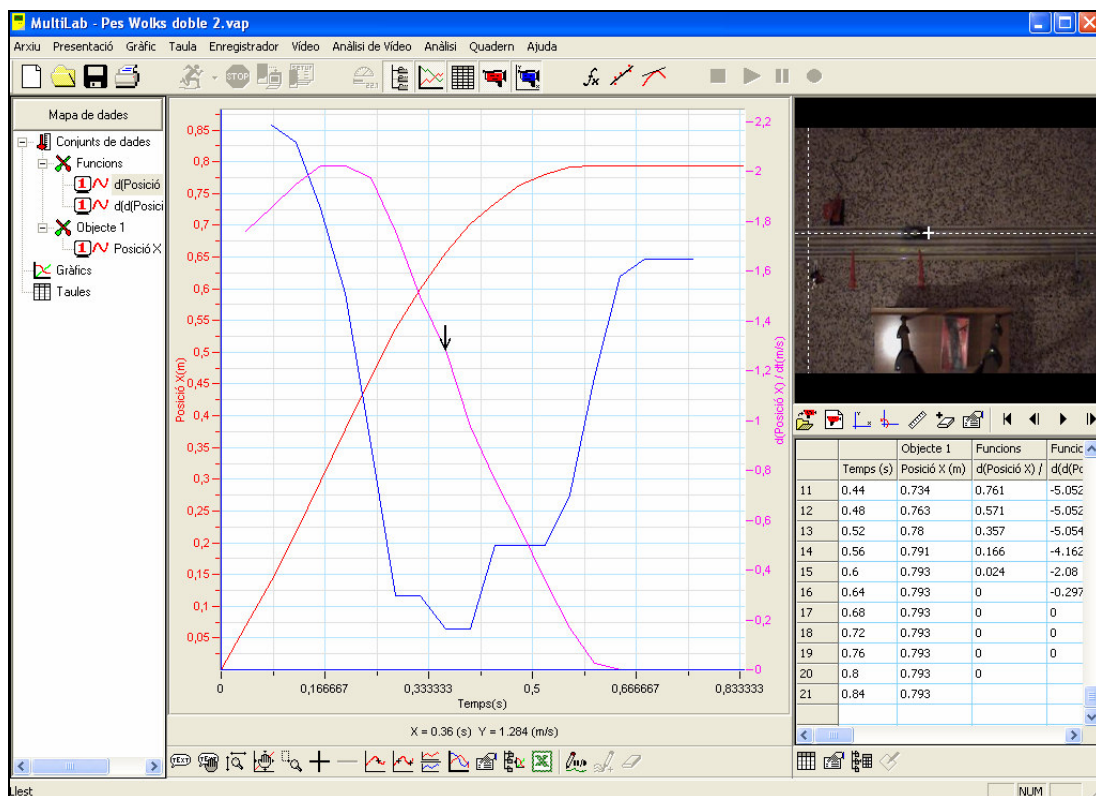 MultiLab - Pes Wolks doble 2.vap
Arxiu Presentació Gràfic Taula Enregistrador Vídeo Anàlisi de Vídeo Anàlisi Quadern Ajuda
STOP SETUP 22.1 fx
Mapa de dades
Conjunts de dades
Funcions
1 d(Posició
1 d(d(Posici
Objecte 1
1 Posició X
Gràfics
Taules
0,85
0,8
0,75
0,7
0,65
0,6
0,55
0,5
0,45
0,4
0,35
0,3
0,25
0,2
0,15
0,1
0,05
Posició X(m)
2,2
2
1,8
1,6
1,4
1,2
1
0,8
0,6
0,4
0,2
0
d(Posició X) / dt(m/s)
0 0,166667 0,333333 0,5 0,666667 0,833333
Temps(s)
X = 0.36 (s) Y = 1.284 (m/s)
TEXT
Objecte 1 Funcions Funcio
Temps (s) Posició X (m) d(Posició X) / d(d(Po
11 0.44 0.734 0.761 -5.052
12 0.48 0.763 0.571 -5.052
13 0.52 0.78 0.357 -5.054
14 0.56 0.791 0.166 -4.162
15 0.6 0.793 0.024 -2.08
16 0.64 0.793 0 -0.297
17 0.68 0.793 0 0
18 0.72 0.793 0 0
19 0.76 0.793 0 0
20 0.8 0.793 0
21 0.84 0.793
Llest
NUM